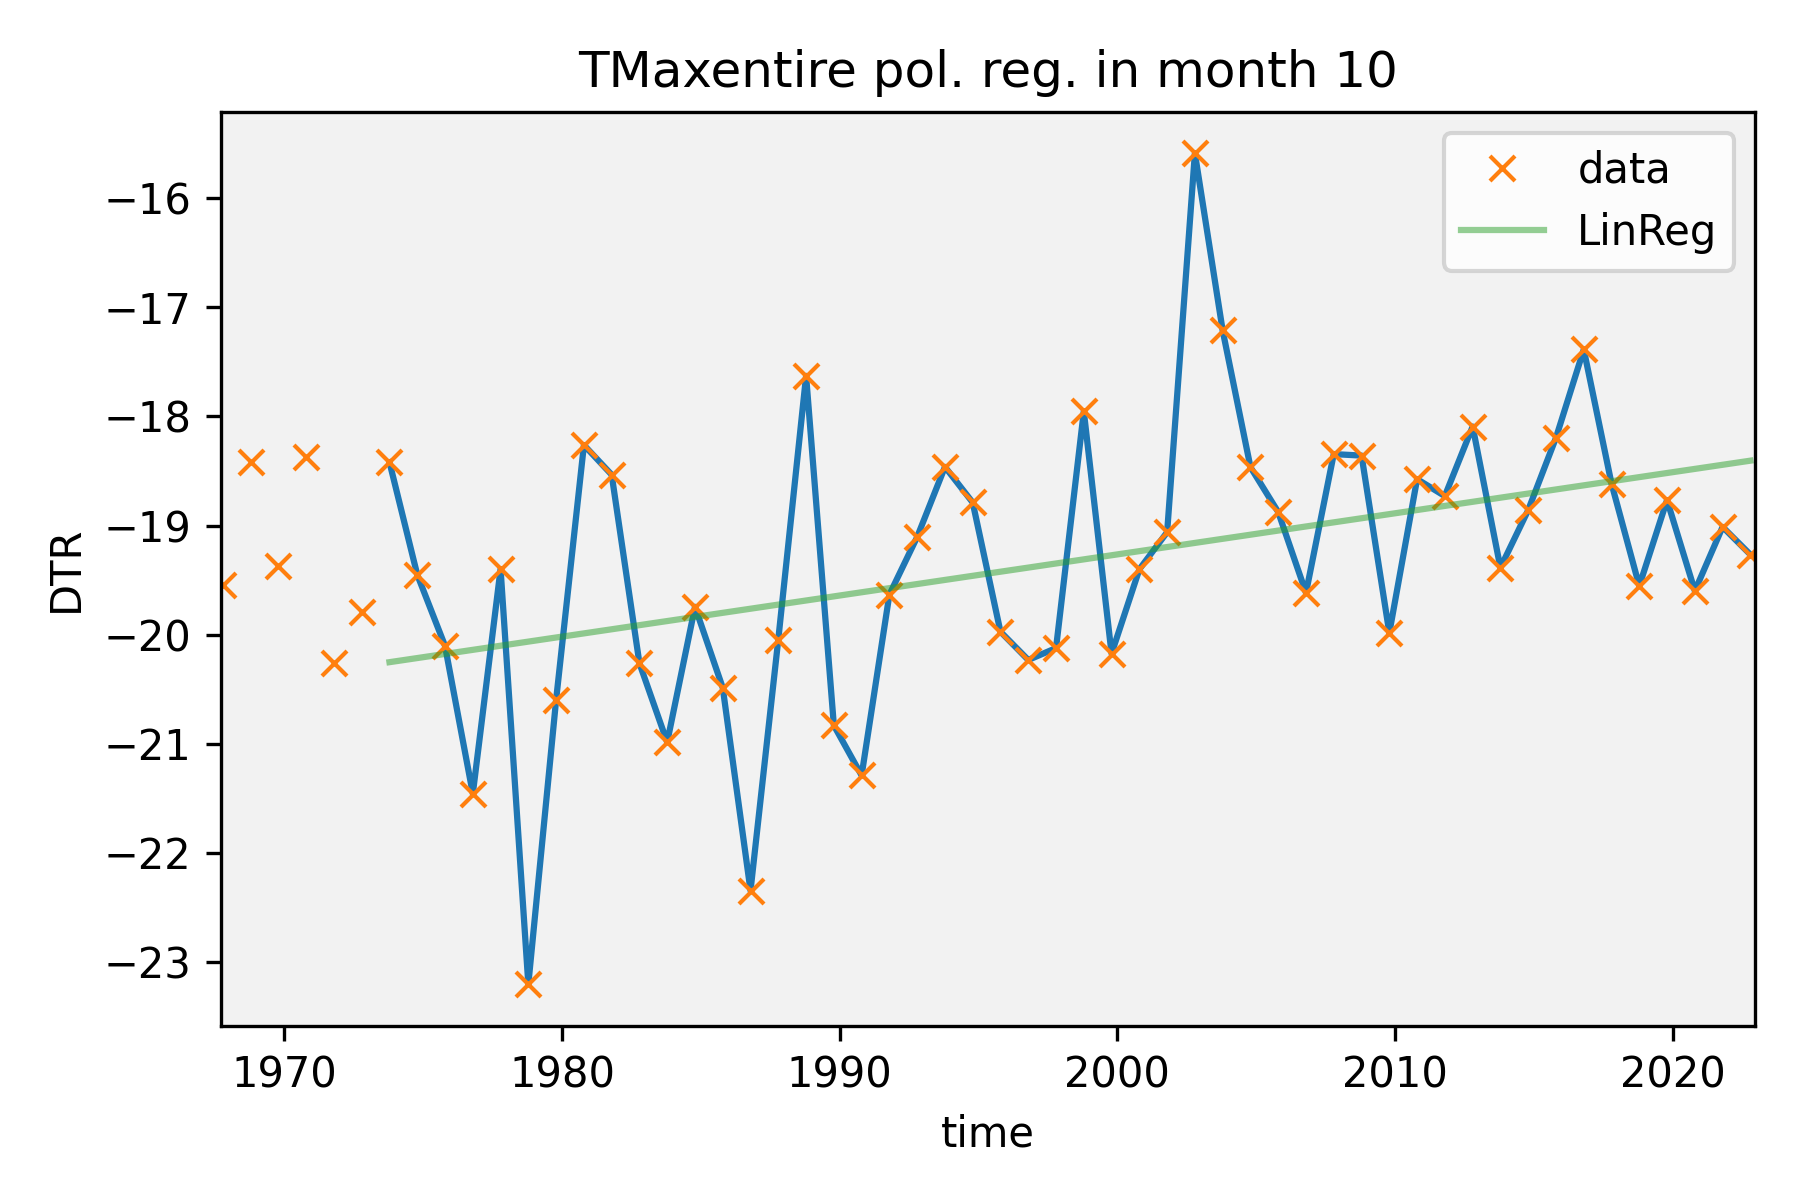 TMaxentire pol. reg. in month 10
data
LinReg
DTR
−16
−17
−18
−19
−20
−21
−22
−23
1970 1980 1990 2000 2010 2020
time